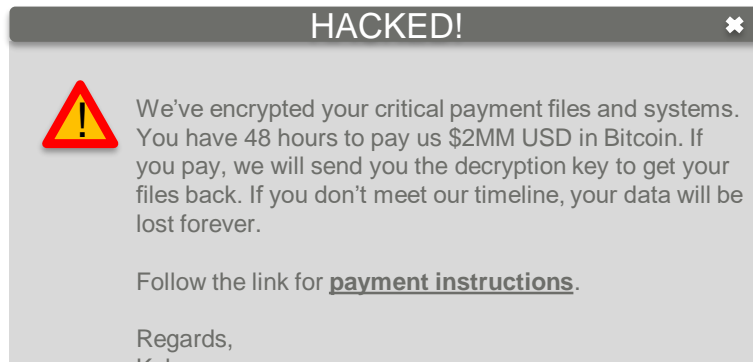 HACKED!
!
We’ve encrypted your critical payment files and systems.
You have 48 hours to pay us $2MM USD in Bitcoin. If
you pay, we will send you the decryption key to get your
files back. If you don’t meet our timeline, your data will be
lost forever.
Follow the link for payment instructions.
Regards,